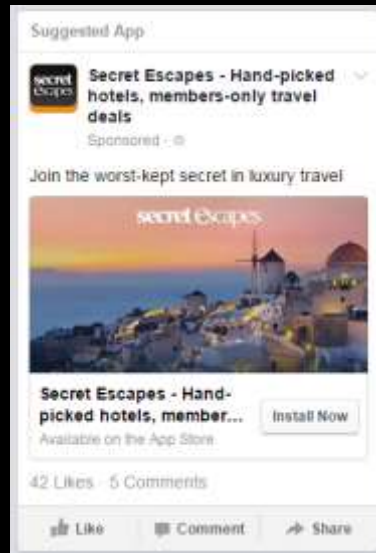 Suggested App
secret
escapes
Secret Escapes - Hand-picked
hotels, members-only travel
deals
Sponsored ·
Join the worst-kept secret in luxury travel
secret escapes
Secret Escapes - Hand-
picked hotels, member...
Install Now
Available on the App Store
42 Likes · 5 Comments
Like Comment Share